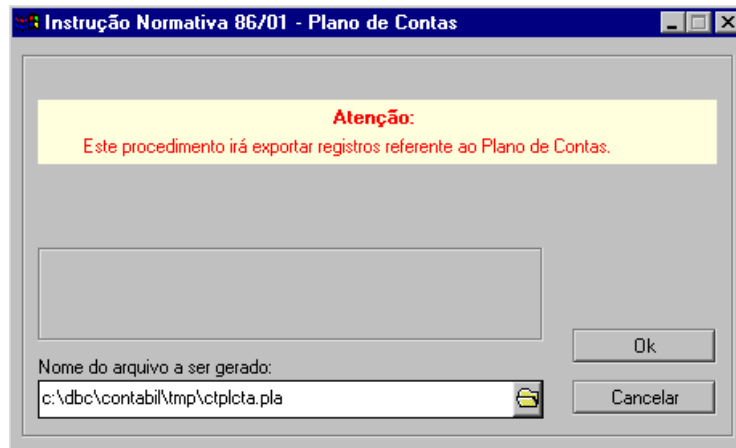 Instrução Normativa 86/01 - Plano de Contas
Atenção:
Este procedimento irá exportar registros referente ao Plano de Contas.
Ok
Nome do arquivo a ser gerado:
c:\dbc\contabil\tmp\ctplcta.pla
Cancelar